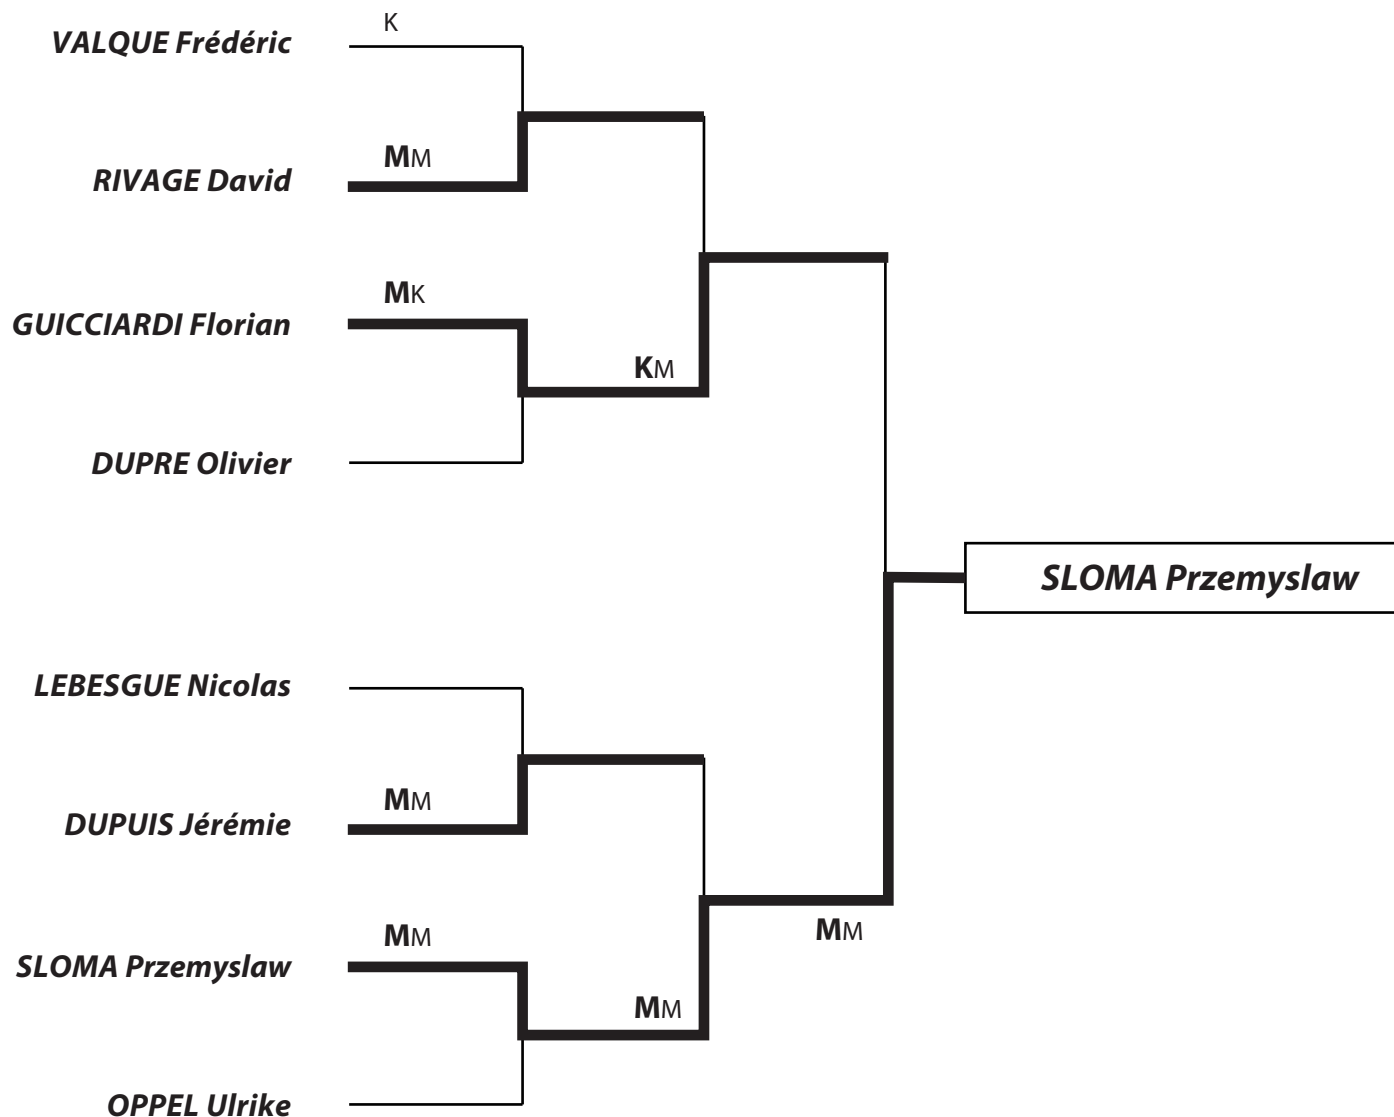 K
VALQUE Frédéric
MM
RIVAGE David
MK
GUICCIARDI Florian
KM
DUPRE Olivier
SLOMA Przemyslaw
LEBESGUE Nicolas
MM
DUPUIS Jérémie
MM
MM
SLOMA Przemyslaw
MM
OPPEL Ulrike